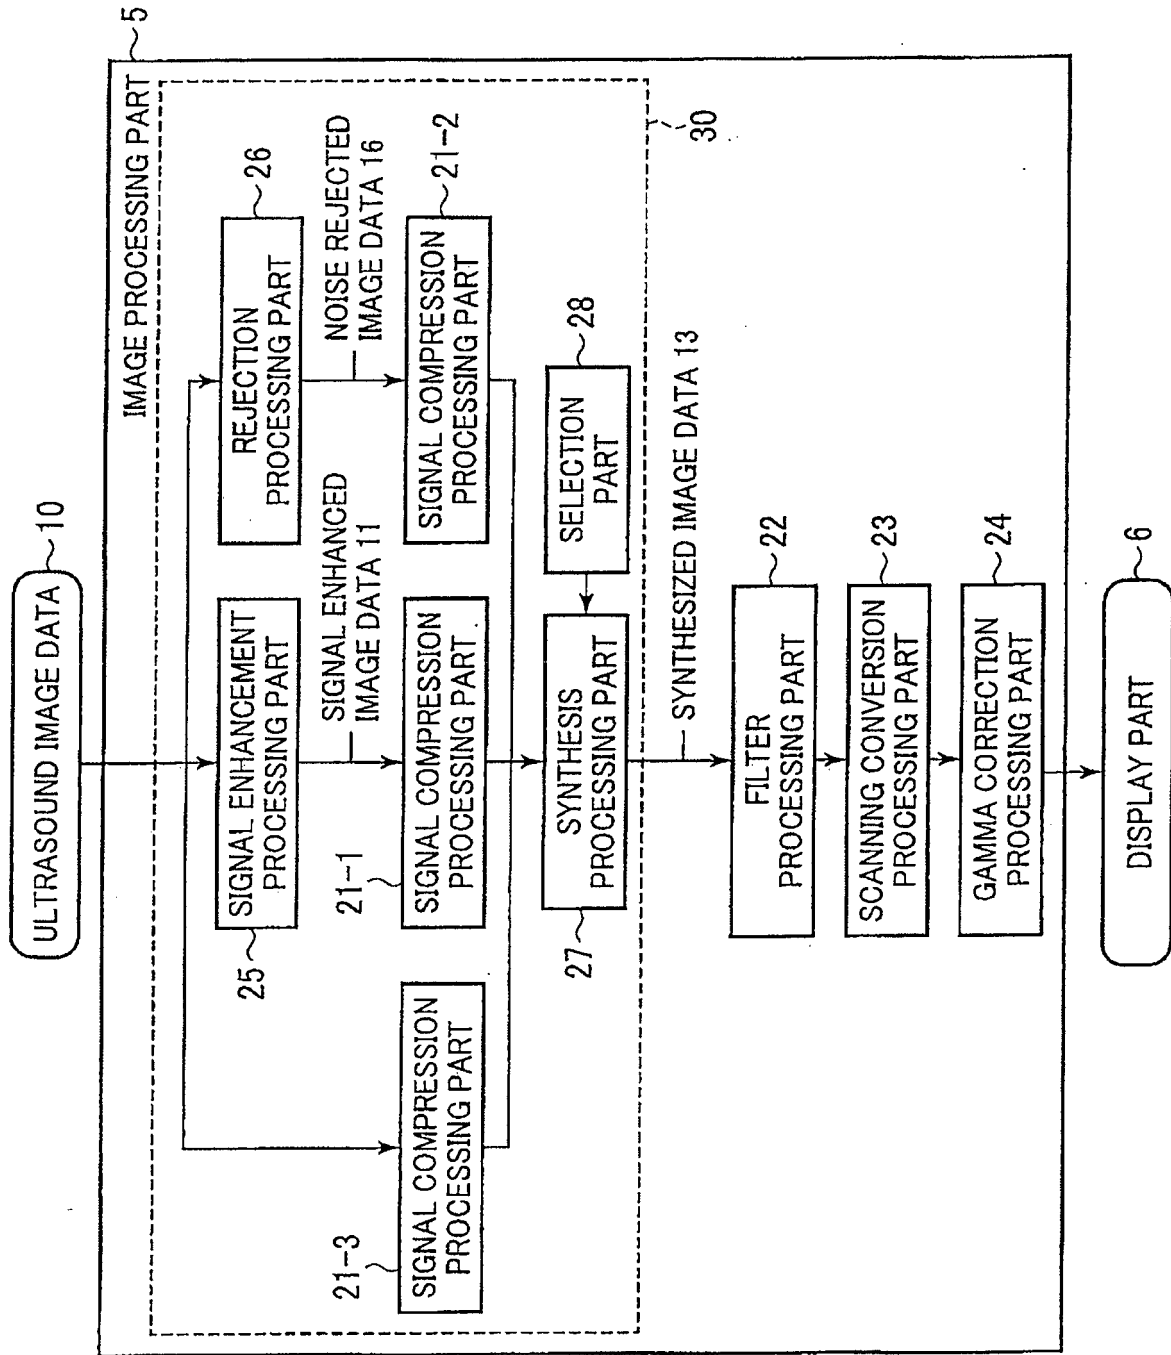 ULTRASOUND IMAGE DATA
10
IMAGE PROCESSING PART
5
SIGNAL ENHANCEMENT
PROCESSING PART
25
REJECTION
PROCESSING PART
26
SIGNAL ENHANCED
IMAGE DATA 11
NOISE REJECTED
IMAGE DATA 16
21-3
SIGNAL COMPRESSION
PROCESSING PART
21-1
SIGNAL COMPRESSION
PROCESSING PART
21-2
SIGNAL COMPRESSION
PROCESSING PART
SYNTHESIS
PROCESSING PART
27
SELECTION
PART
28
30
SYNTHESIZED IMAGE DATA 13
FILTER
PROCESSING PART
22
SCANNING CONVERSION
PROCESSING PART
23
GAMMA CORRECTION
PROCESSING PART
24
DISPLAY PART
6